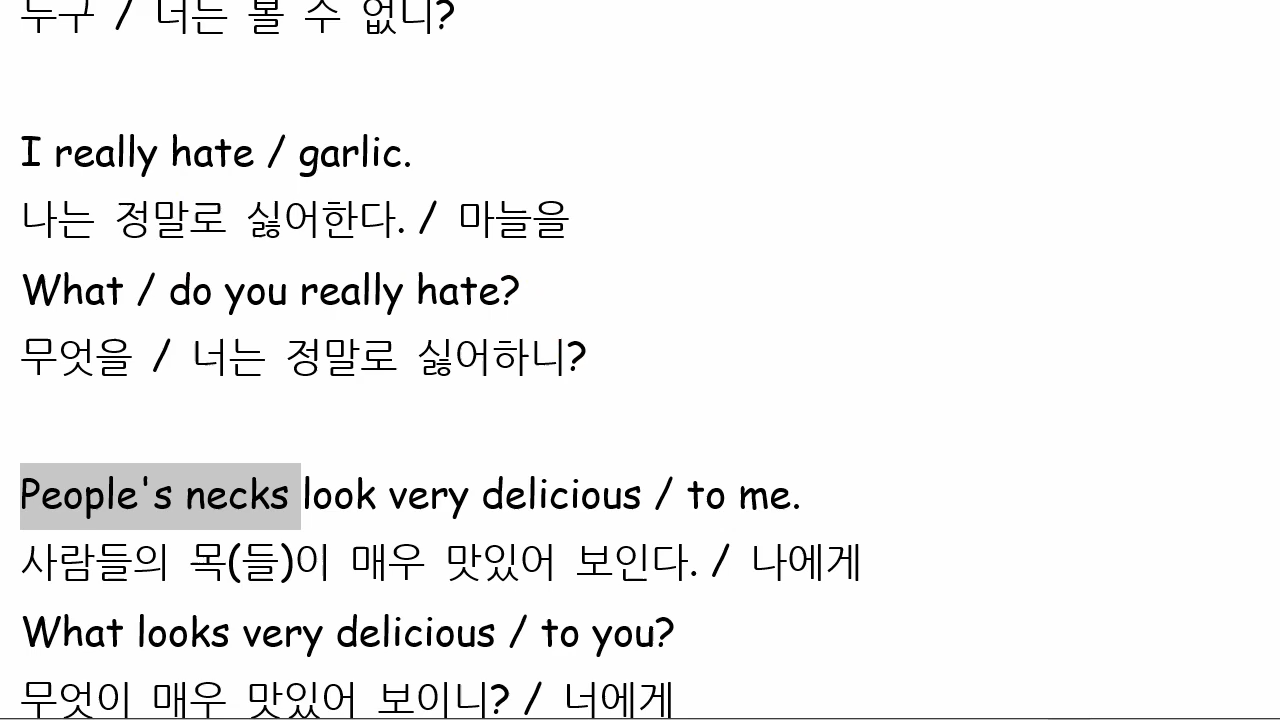 누구 / 너는 볼 수 없니?
I really hate / garlic.
나는 정말로 싫어한다. / 마늘을
What / do you really hate?
무엇을 / 너는 정말로 싫어하니?
People's necks look very delicious / to me.
사람들의 목(들)이 매우 맛있어 보인다. / 나에게
What looks very delicious / to you?
무엇이 매우 맛있어 보이니? / 너에게